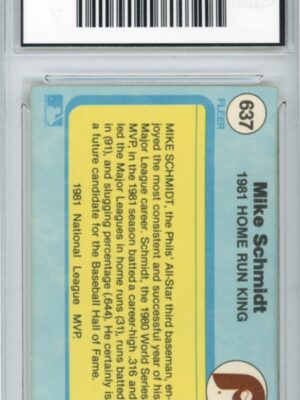 637
FLEER
Mike Schmidt
1981 HOME RUN KING
MIKE SCHMIDT, the Phils' All-Star third baseman, en-
joyed the most consistent and successful year of his
Major League career. Schmidt, the 1980 World Series
MVP, in the 1981 season batted a career-high .316 and
led the Major Leagues in home runs (31), runs batted
in (91), and slugging percentage (.644). He certainly is
a future candidate for the Baseball Hall of Fame.
1981 National League MVP.